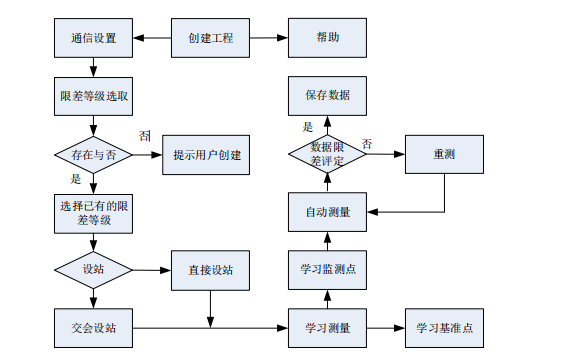 通信设置
创建工程
帮助
限差等级选取
保存数据
存在与否
否
提示用户创建
是
数据限
差评定
是
否
重测
选择已有的限
差等级
自动测量
设站
直接设站
学习监测点
交会设站
学习测量
学习基准点